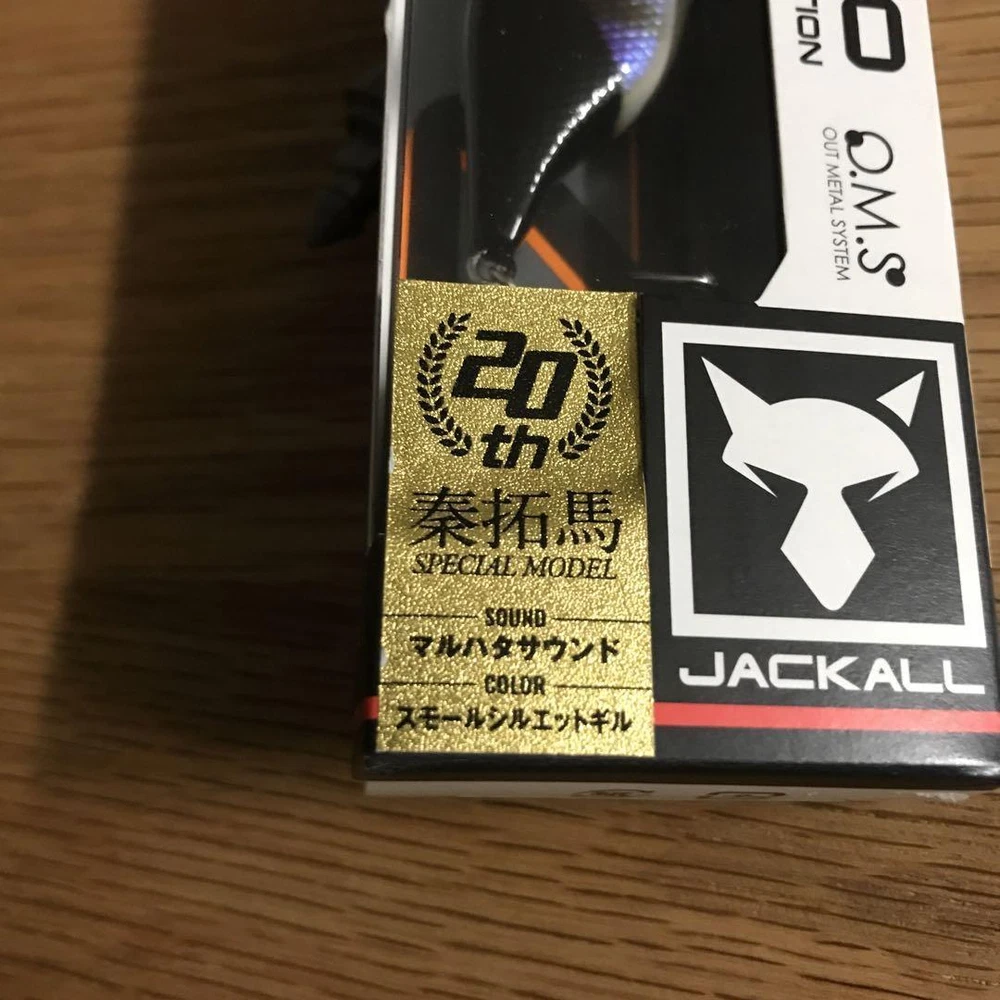 O.M.S
OUT METAL SYSTEM
20
th
秦拓馬
SPECIAL MODEL
SOUND
マルハタサウンド
COLOR
スモールシルエットギル
JACKALL